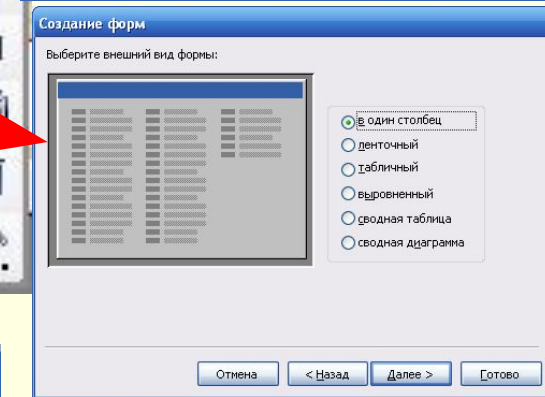 Создание форм
Выберите внешний вид формы:
в один столбец
ленточный
табличный
выровненный
сводная таблица
сводная диаграмма
Отмена
< Назад
Далее >
Готово